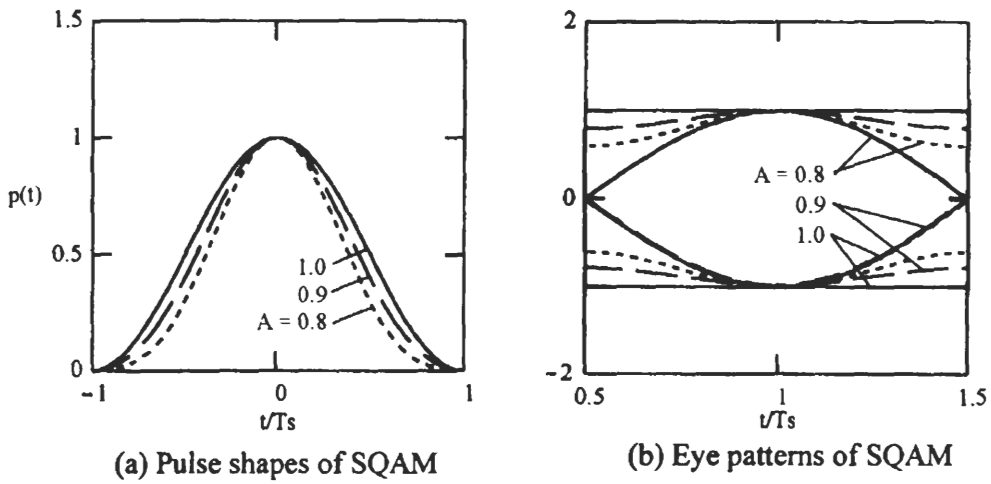 1.5
1
p(t)
0.5
0
1.0
0.9
A = 0.8
−1
0
1
t/Ts
(a) Pulse shapes of SQAM
2
0
−2
A = 0.8
0.9
1.0
0.5
1
1.5
t/Ts
(b) Eye patterns of SQAM